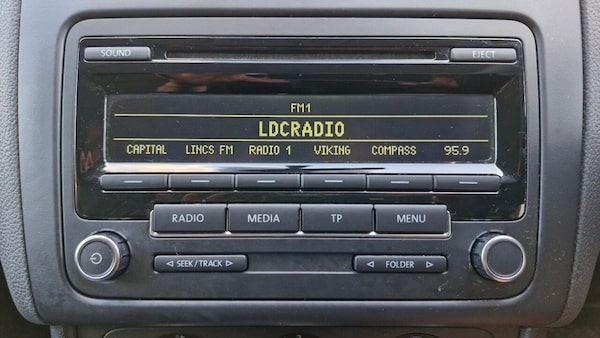 SOUND EJECT
FM1
LDCRADIO
CAPITAL LINCS FM RADIO 1 VIKING COMPASS 95.9
RADIO MEDIA TP MENU
◁ SEEK/TRACK ▷ ◁ FOLDER ▷